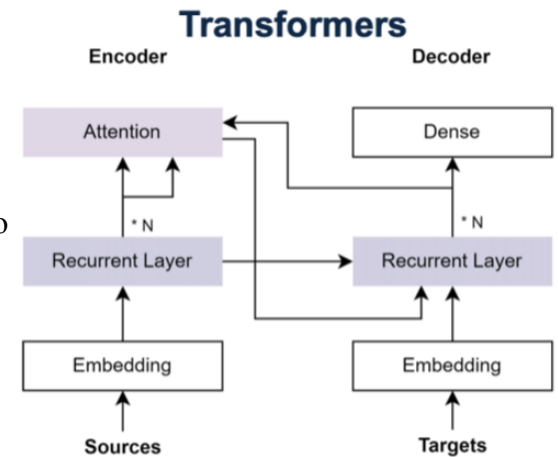 Transformers
Encoder
Decoder
Attention
Dense
* N
* N
Recurrent Layer
Recurrent Layer
Embedding
Embedding
Sources
Targets